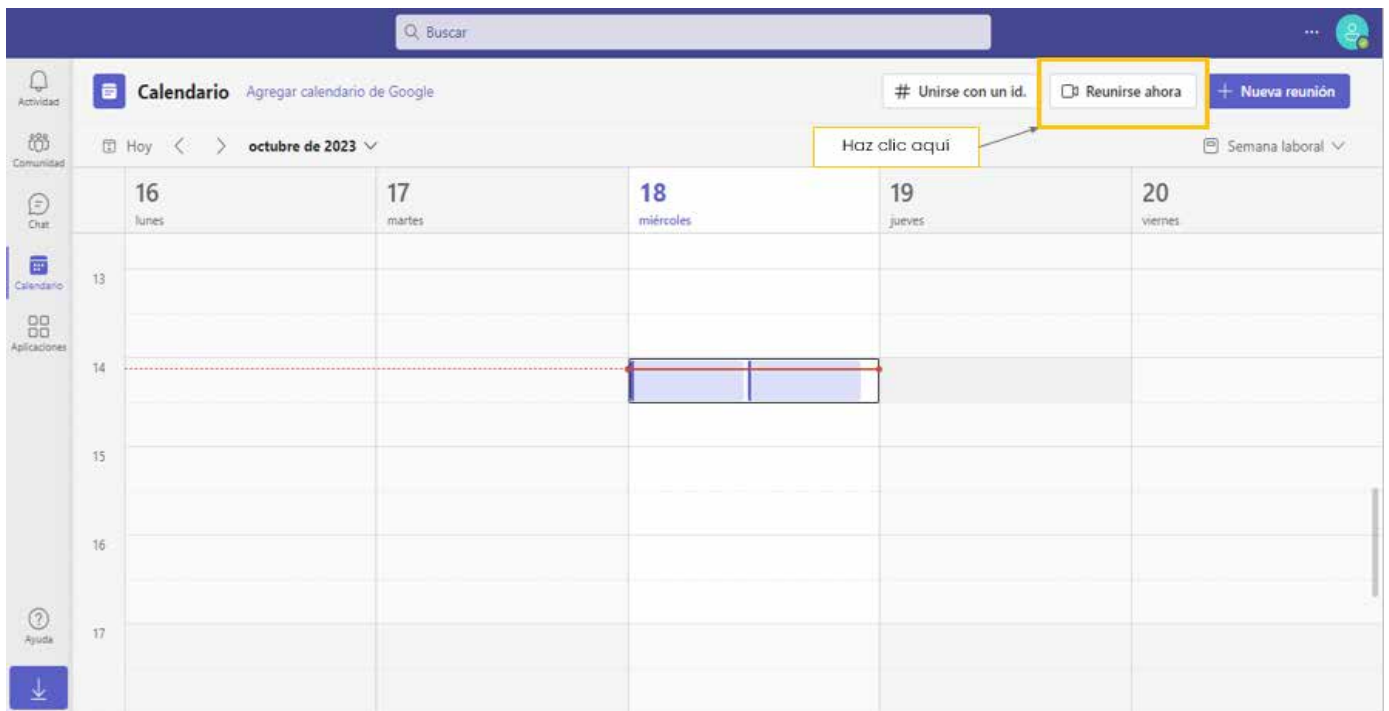 Buscar
...
Actividad
Comunidad
Chat
Calendario
Aplicaciones
Ayuda
Calendario Agregar calendario de Google
# Unirse con un id.
Reunirse ahora
+ Nueva reunión
Haz clic aquí
Hoy < > octubre de 2023
Semana laboral
16
lunes
17
martes
18
miércoles
19
jueves
20
viernes
13
14
15
16
17